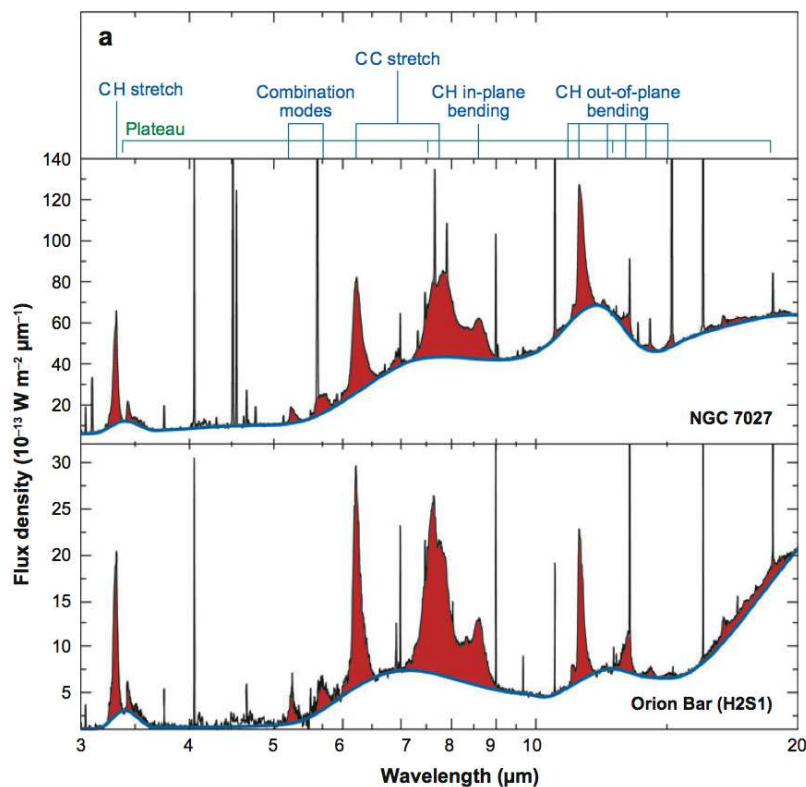 a
CC stretch
CH stretch
Combination
modes
CH in-plane
bending
CH out-of-plane
bending
Plateau
140
120
100
80
60
40
20
NGC 7027
Flux density (10⁻¹³ W m⁻² µm⁻¹)
30
25
20
15
10
5
Orion Bar (H2S1)
3
4
5
6
7
8
9
10
20
Wavelength (µm)